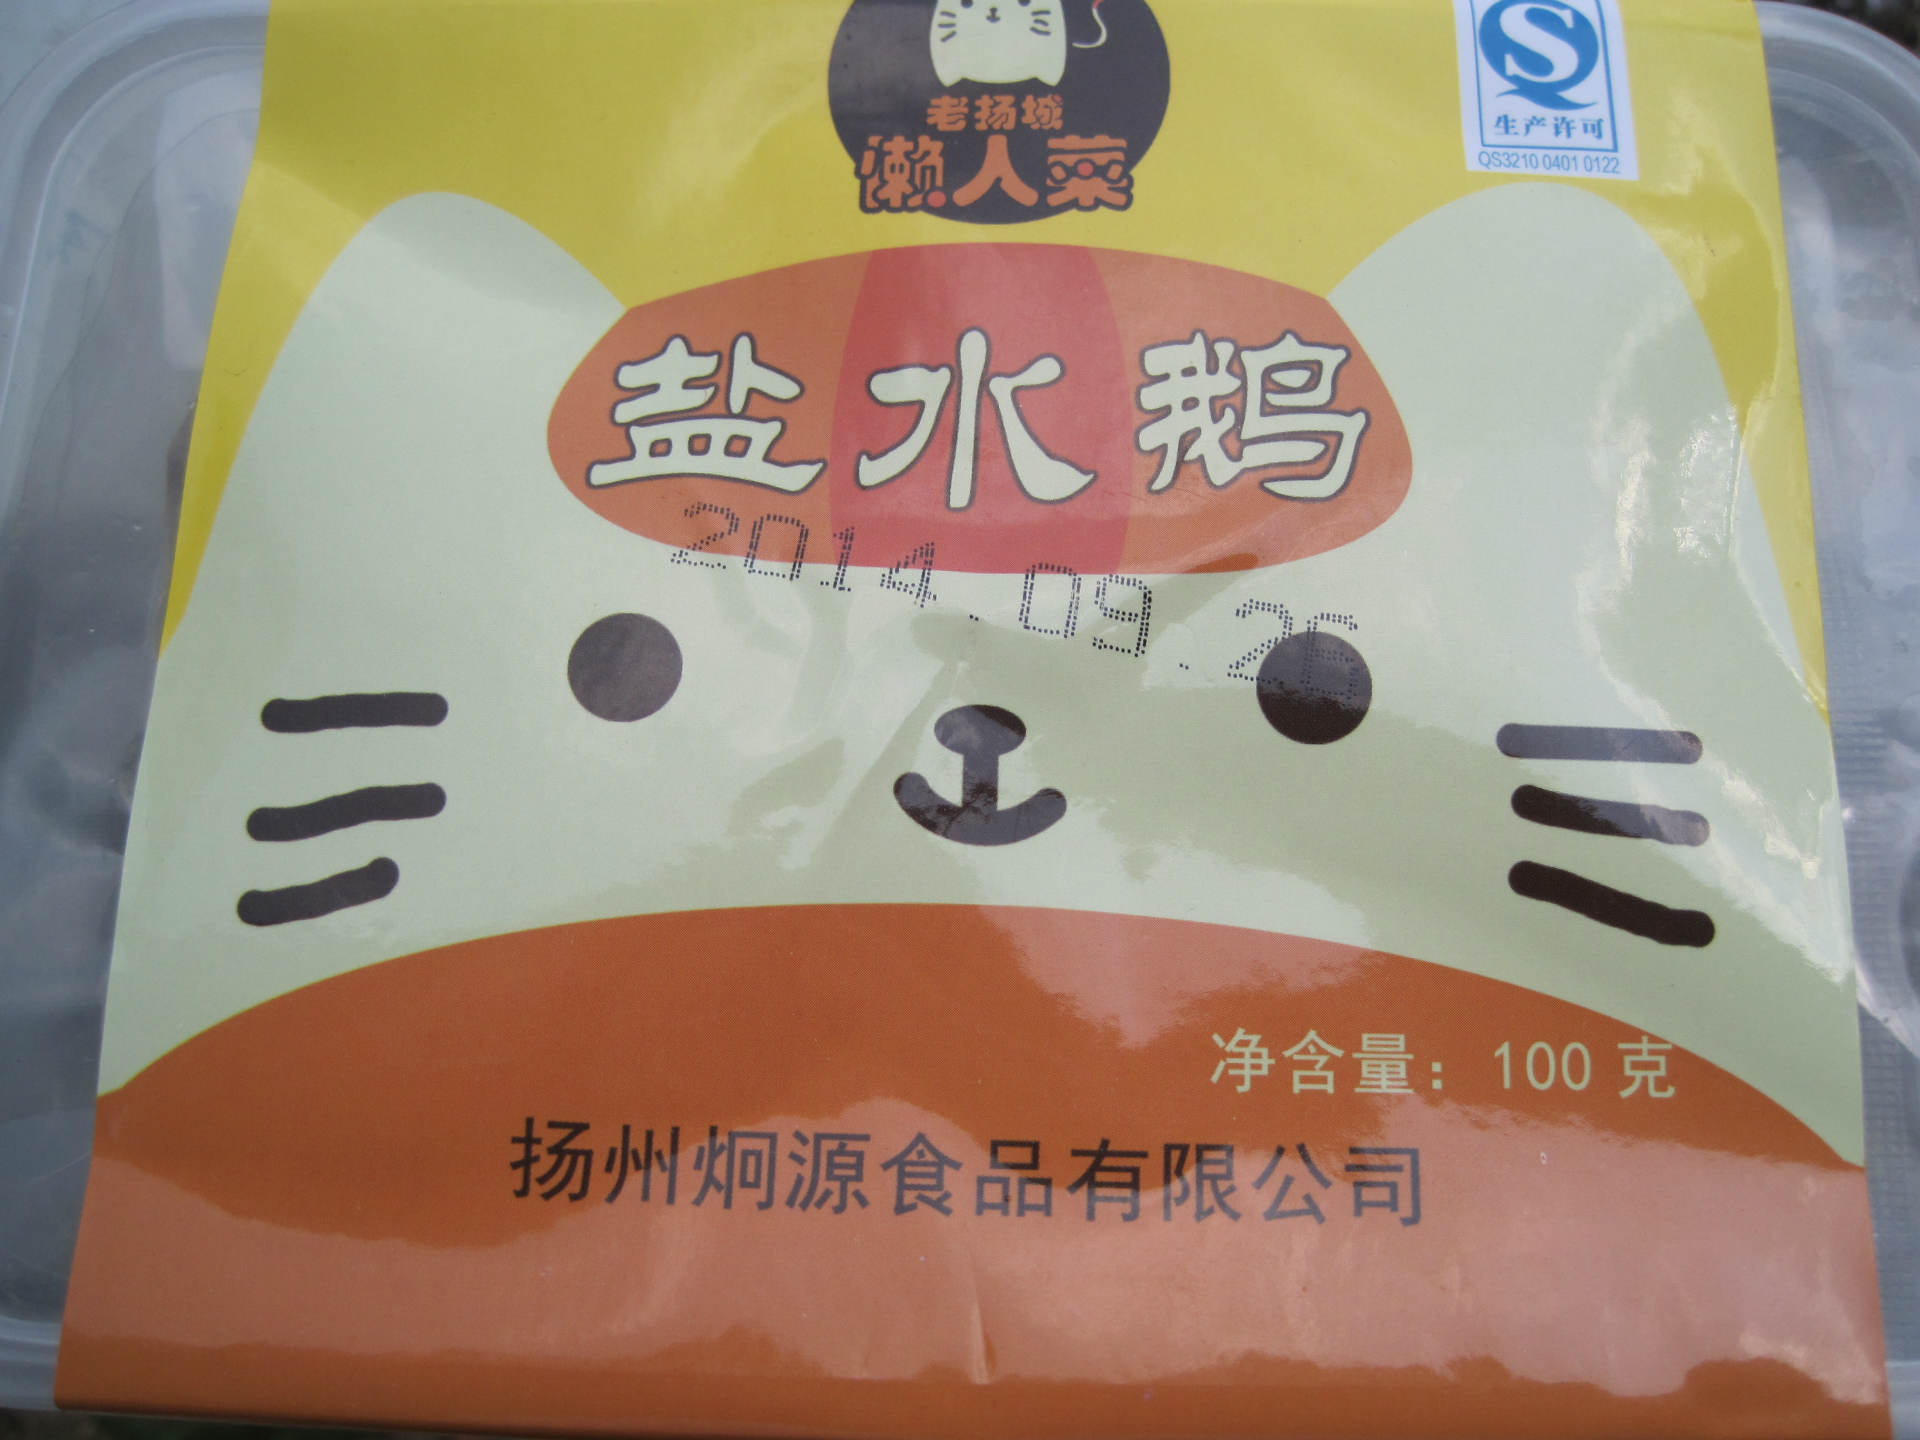 老扬城
懒人菜
生产许可
QS3210 0401 0122
盐水鹅
2014.09.26
净含量：100 克
扬州炯源食品有限公司